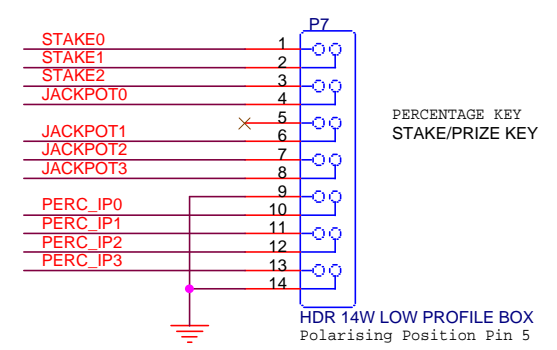 P7
STAKE0 1
STAKE1 2
STAKE2 3
JACKPOT0 4
5
JACKPOT1 6
JACKPOT2 7
JACKPOT3 8
9
PERC_IP0 10
PERC_IP1 11
PERC_IP2 12
PERC_IP3 13
14
PERCENTAGE KEY
STAKE/PRIZE KEY
HDR 14W LOW PROFILE BOX
Polarising Position Pin 5